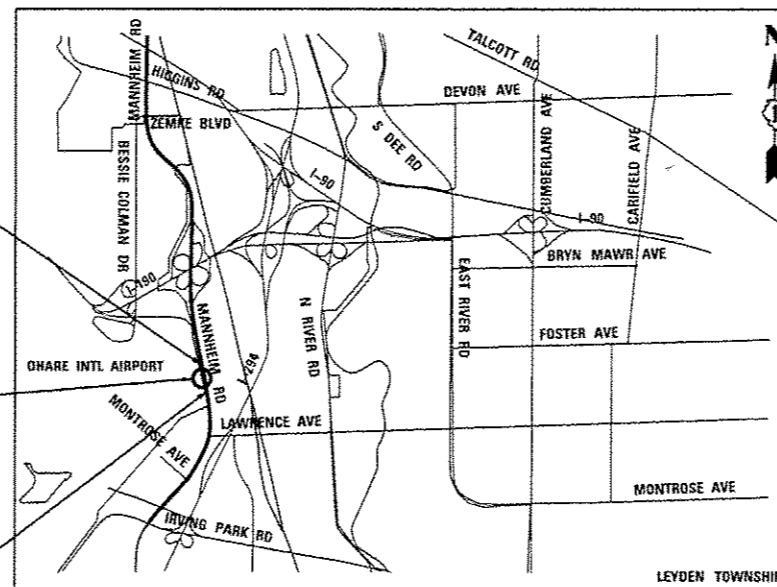 MANNHEIM RD
HIGGINS RD
TALCOTT RD
N
DEVON AVE
ZEMKE BLVD
S DEE RD
CUMBERLAND AVE
CARIFIELD AVE
BESSIE COLMAN DR
I-90
I-90
BRYN MAWR AVE
I-190
EAST RIVER RD
MANNHEIM RD
N RIVER RD
FOSTER AVE
OHARE INTL AIRPORT
I-294
MONTROSE AVE
LAWRENCE AVE
MONTROSE AVE
IRVING PARK RD
LEYDEN TOWNSHIP